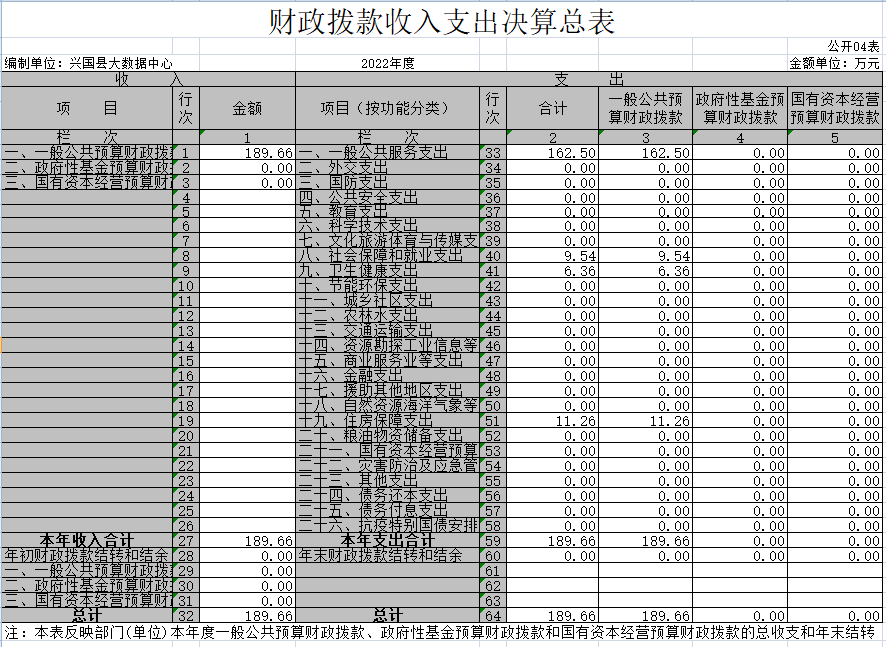 财政拨款收入支出决算总表
公开04表
编制单位：兴国县大数据中心 2022年度 金额单位：万元
收 入 支 出
项 目 行次 金额 项目（按功能分类） 行次 合计 一般公共预算财政拨款 政府性基金预算财政拨款 国有资本经营预算财政拨款
栏 次 1 栏 次 2 3 4 5
一、一般公共预算财政拨 1 189.66 一、一般公共服务支出 33 162.50 162.50 0.00 0.00
二、政府性基金预算财政 2 0.00 二、外交支出 34 0.00 0.00 0.00 0.00
三、国有资本经营预算财 3 0.00 三、国防支出 35 0.00 0.00 0.00 0.00
4 四、公共安全支出 36 0.00 0.00 0.00 0.00
5 五、教育支出 37 0.00 0.00 0.00 0.00
6 六、科学技术支出 38 0.00 0.00 0.00 0.00
7 七、文化旅游体育与传媒支 39 0.00 0.00 0.00 0.00
8 八、社会保障和就业支出 40 9.54 9.54 0.00 0.00
9 九、卫生健康支出 41 6.36 6.36 0.00 0.00
10 十、节能环保支出 42 0.00 0.00 0.00 0.00
11 十一、城乡社区支出 43 0.00 0.00 0.00 0.00
12 十二、农林水支出 44 0.00 0.00 0.00 0.00
13 十三、交通运输支出 45 0.00 0.00 0.00 0.00
14 十四、资源勘探工业信息等 46 0.00 0.00 0.00 0.00
15 十五、商业服务业等支出 47 0.00 0.00 0.00 0.00
16 十六、金融支出 48 0.00 0.00 0.00 0.00
17 十七、援助其他地区支出 49 0.00 0.00 0.00 0.00
18 十八、自然资源海洋气象等 50 0.00 0.00 0.00 0.00
19 十九、住房保障支出 51 11.26 11.26 0.00 0.00
20 二十、粮油物资储备支出 52 0.00 0.00 0.00 0.00
21 二十一、国有资本经营预算 53 0.00 0.00 0.00 0.00
22 二十二、灾害防治及应急管 54 0.00 0.00 0.00 0.00
23 二十三、其他支出 55 0.00 0.00 0.00 0.00
24 二十四、债务还本支出 56 0.00 0.00 0.00 0.00
25 二十五、债务付息支出 57 0.00 0.00 0.00 0.00
26 二十六、抗疫特别国债安排 58 0.00 0.00 0.00 0.00
本年收入合计 27 189.66 本年支出合计 59 189.66 189.66 0.00 0.00
年初财政拨款结转和结余 28 0.00 年末财政拨款结转和结余 60 0.00 0.00 0.00 0.00
一、一般公共预算财政拨 29 0.00 61
二、政府性基金预算财政 30 0.00 62
三、国有资本经营预算财 31 0.00 63
总计 32 189.66 总计 64 189.66 189.66 0.00 0.00
注：本表反映部门(单位)本年度一般公共预算财政拨款、政府性基金预算财政拨款和国有资本经营预算财政拨款的总收支和年末结转